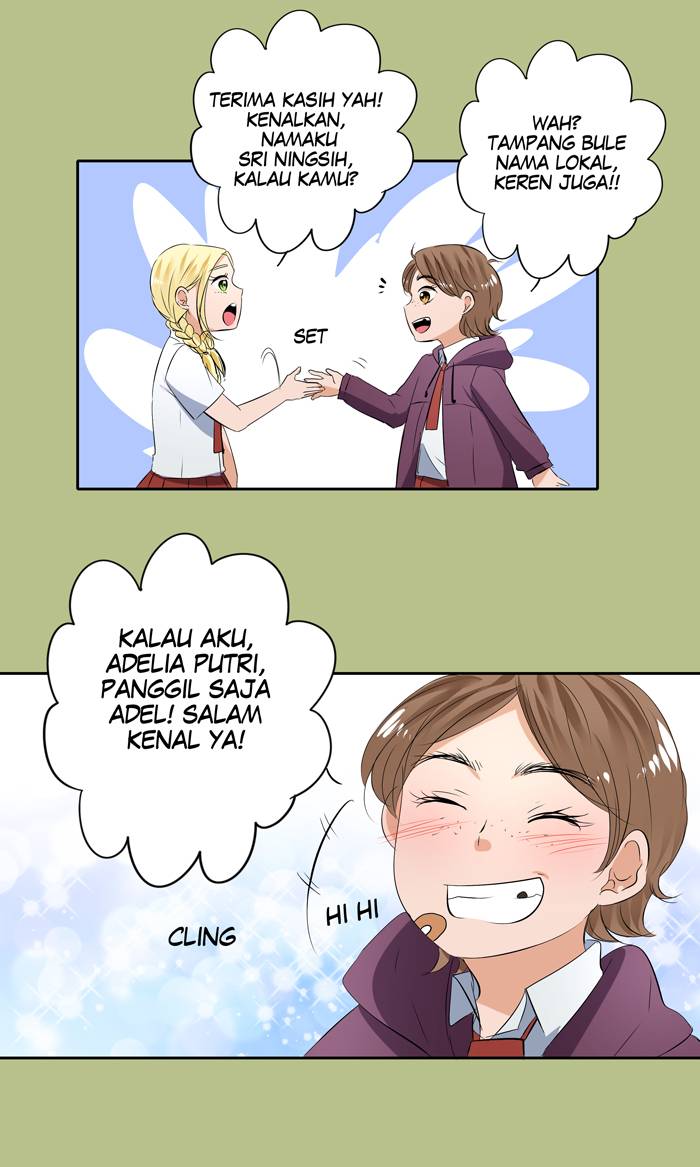 TERIMA KASIH YAH!
KENALKAN,
NAMAKU
SRI NINGSIH,
KALAU KAMU?
WAH?
TAMPANG BULE
NAMA LOKAL,
KEREN JUGA!!
SET
KALAU AKU,
ADELIA PUTRI,
PANGGIL SAJA
ADEL! SALAM
KENAL YA!
HI HI
CLING